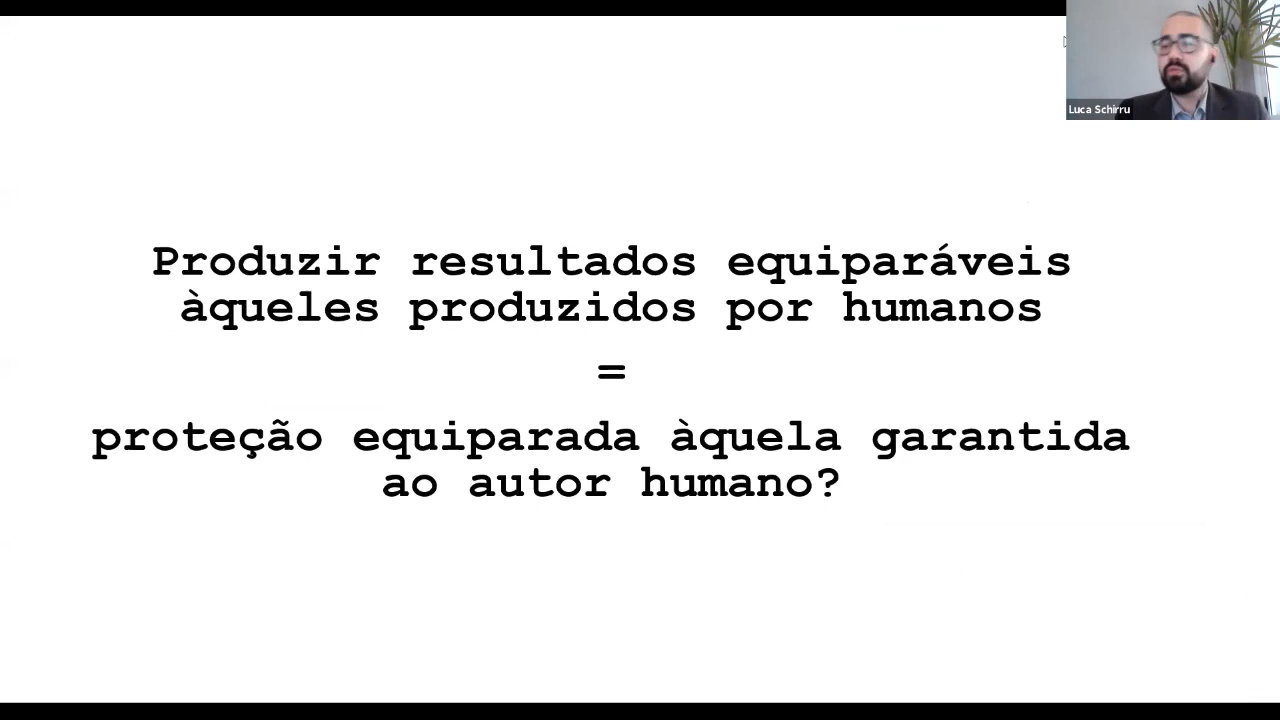 Luca Schirru
Produzir resultados equiparáveis
àqueles produzidos por humanos
=
proteção equiparada àquela garantida
ao autor humano?